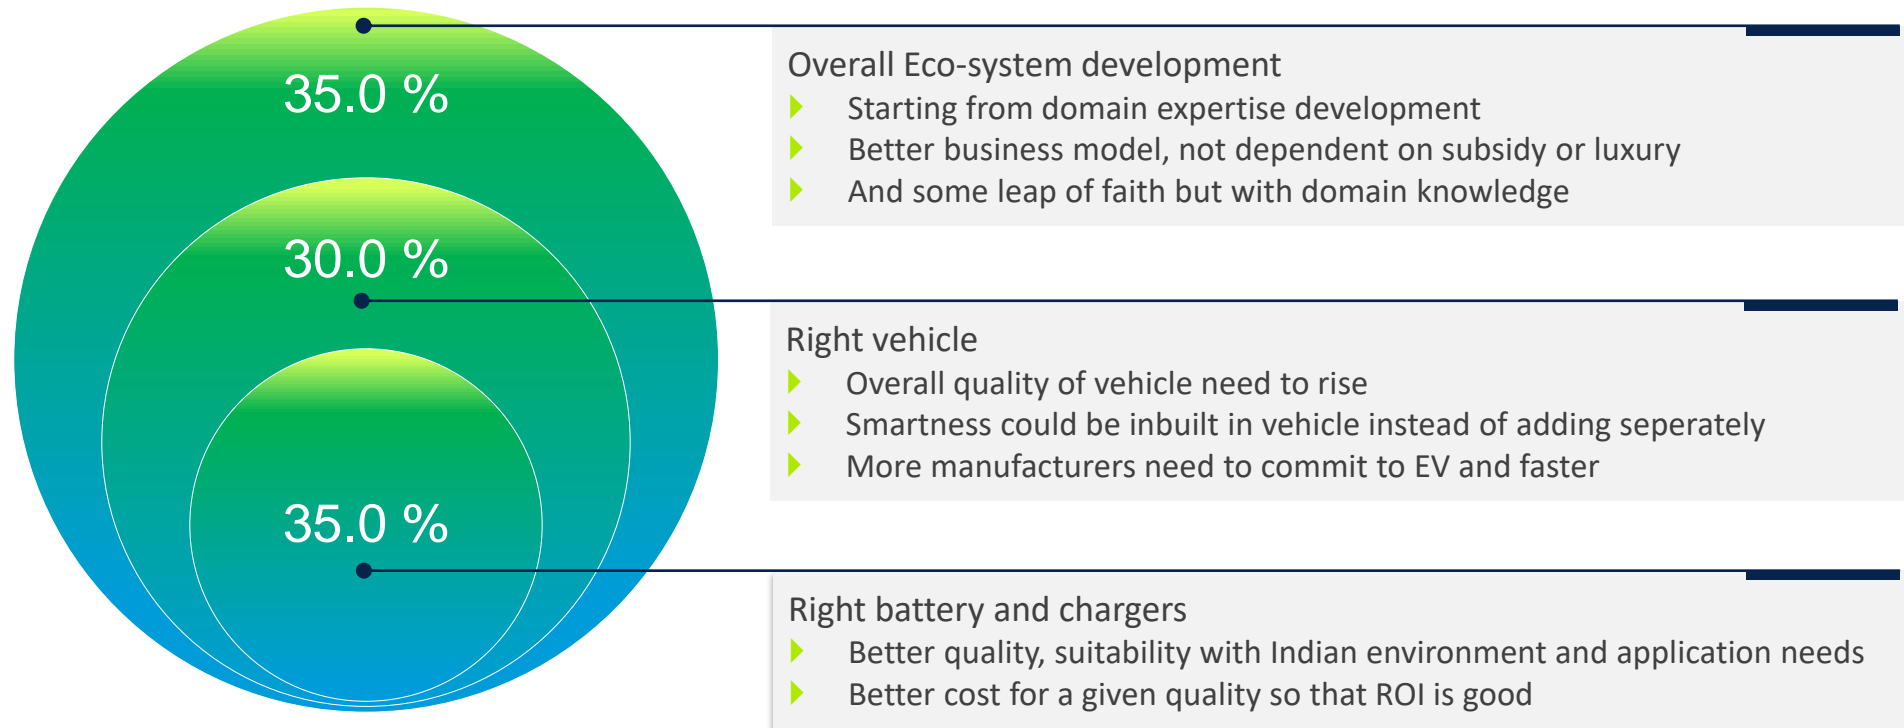 35.0 %
Overall Eco-system development
Starting from domain expertise development
Better business model, not dependent on subsidy or luxury
And some leap of faith but with domain knowledge
30.0 %
Right vehicle
Overall quality of vehicle need to rise
Smartness could be inbuilt in vehicle instead of adding seperately
More manufacturers need to commit to EV and faster
35.0 %
Right battery and chargers
Better quality, suitability with Indian environment and application needs
Better cost for a given quality so that ROI is good